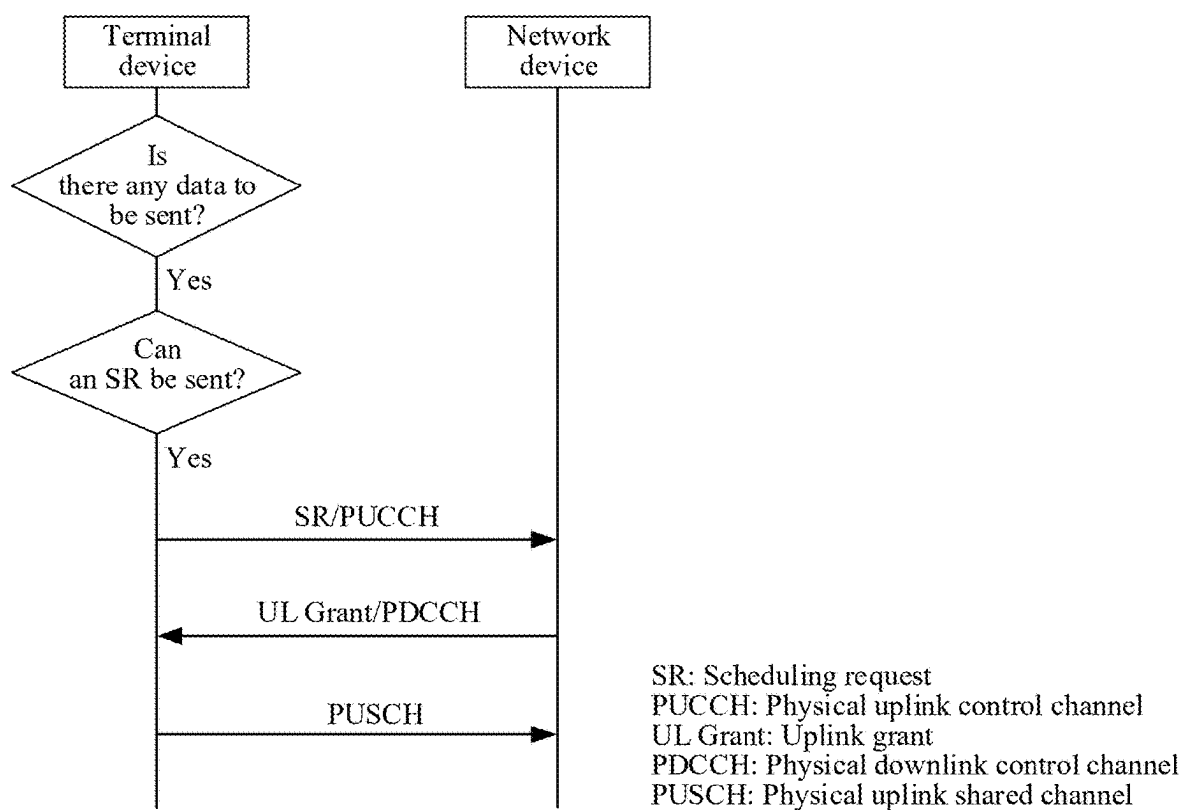 Terminal
device
Network
device
Is
there any data to
be sent?
Yes
Can
an SR be sent?
Yes
SR/PUCCH
UL Grant/PDCCH
PUSCH
SR: Scheduling request
PUCCH: Physical uplink control channel
UL Grant: Uplink grant
PDCCH: Physical downlink control channel
PUSCH: Physical uplink shared channel